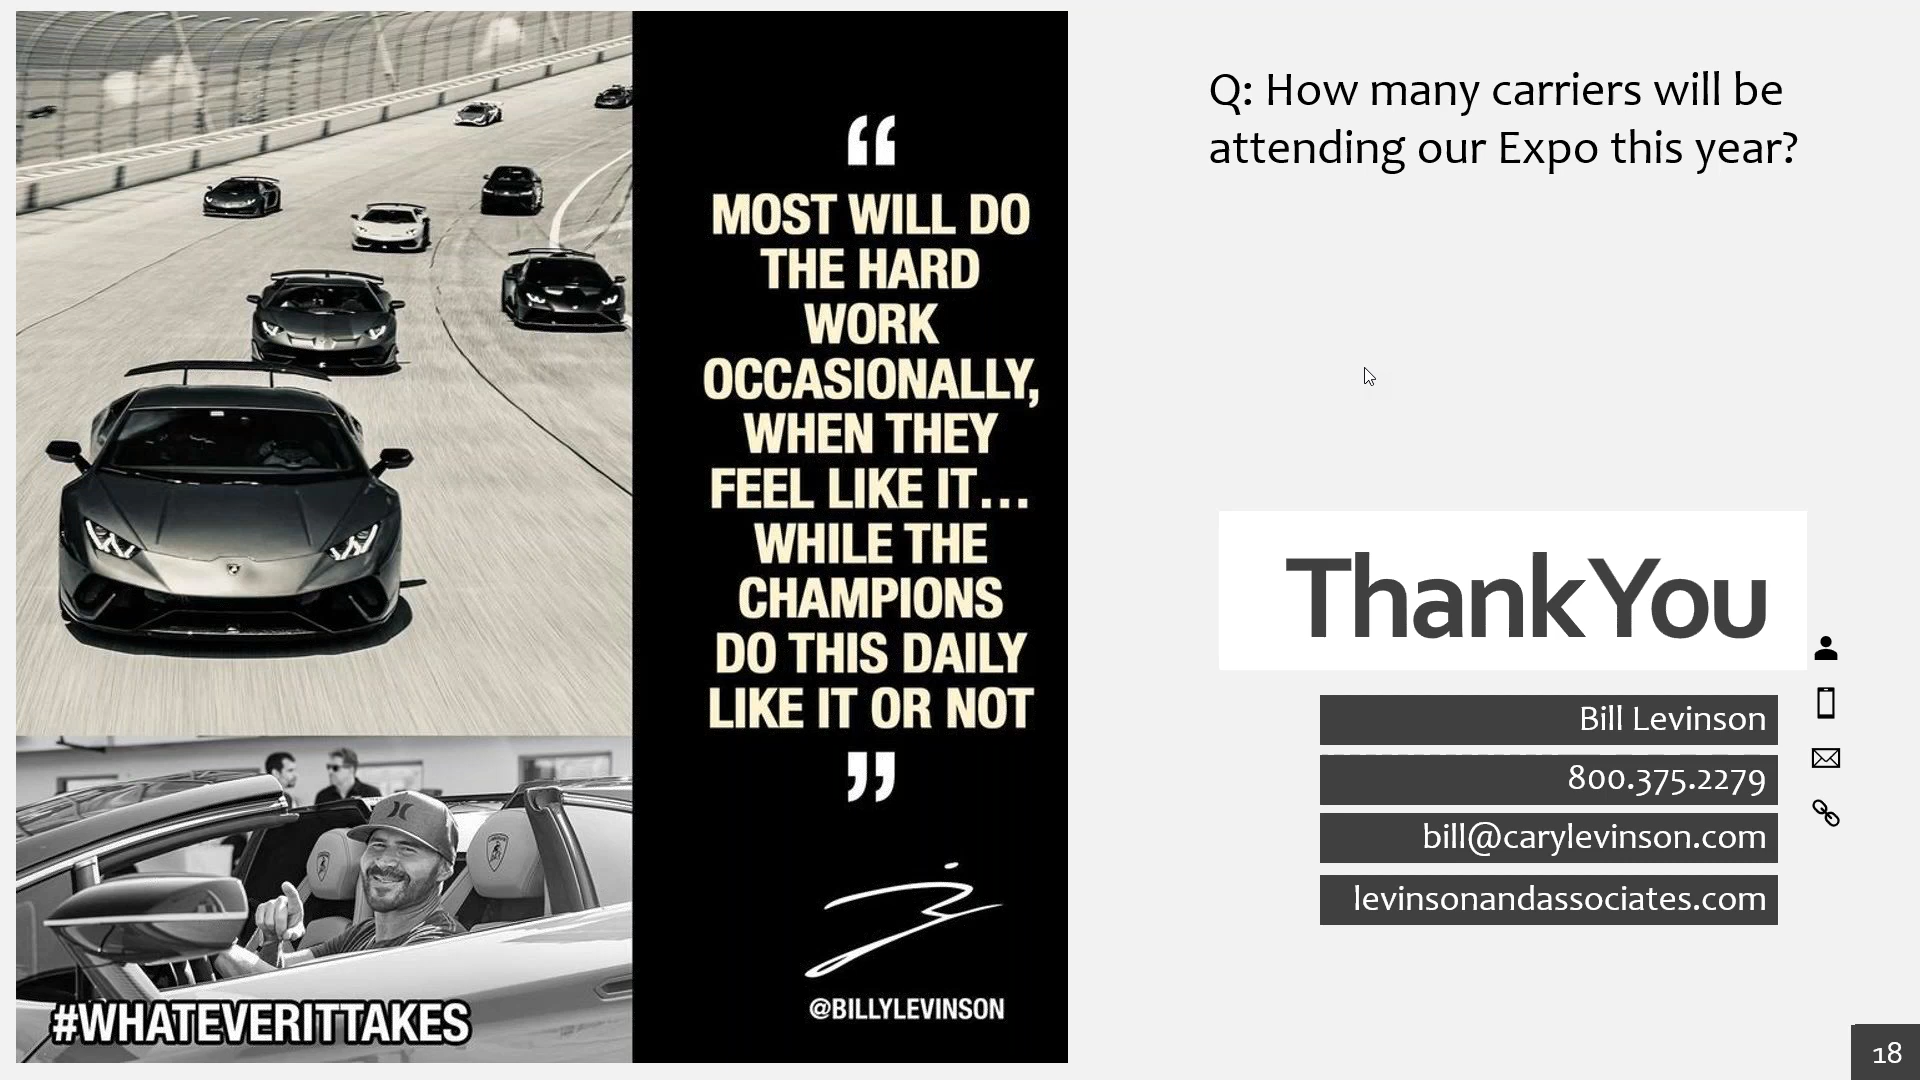 “
MOST WILL DO
THE HARD
WORK
OCCASIONALLY,
WHEN THEY
FEEL LIKE IT...
WHILE THE
CHAMPIONS
DO THIS DAILY
LIKE IT OR NOT
”
@BILLYLEVINSON
#WHATEVERITTAKES
Q: How many carriers will be
attending our Expo this year?
Thank You
Bill Levinson
800.375.2279
bill@carylevinson.com
levinsonandassociates.com
18